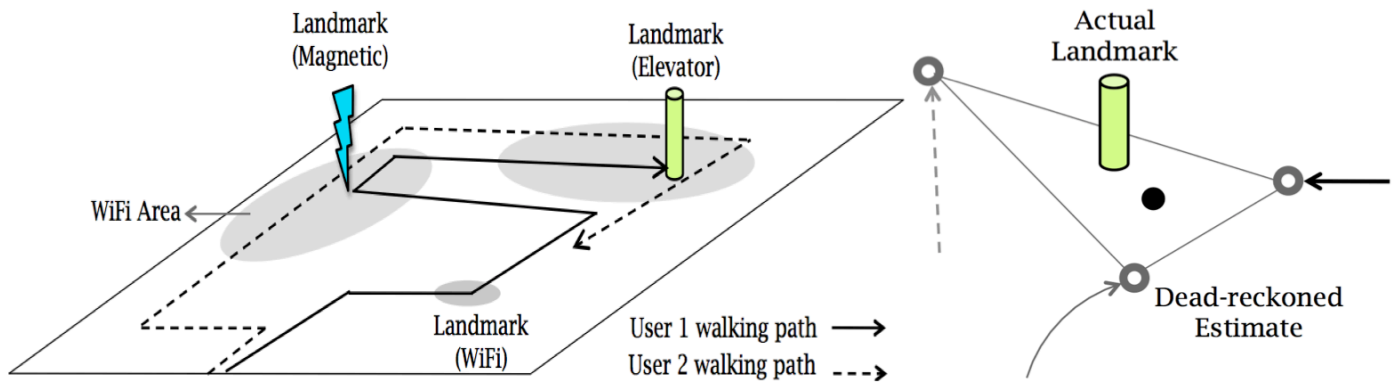 Landmark
(Magnetic)
Landmark
(Elevator)
WiFi Area
Landmark
(WiFi)
User 1 walking path
User 2 walking path
Actual
Landmark
Dead-reckoned
Estimate